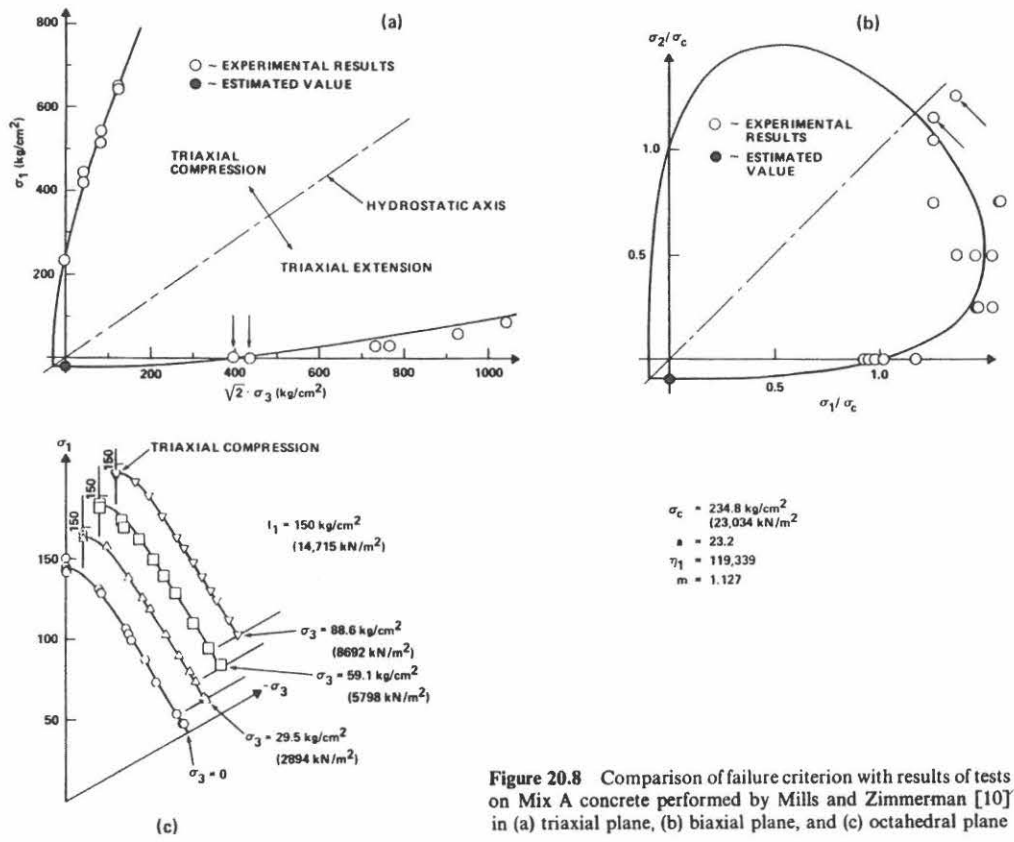 (a)
800
600
400
200
σ1 (kg/cm2)
○ ~ EXPERIMENTAL RESULTS
● ~ ESTIMATED VALUE
TRIAXIAL
COMPRESSION
HYDROSTATIC AXIS
TRIAXIAL EXTENSION
200 400 600 800 1000
√2 · σ3 (kg/cm2)
(b)
σ2/σc
○ ~ EXPERIMENTAL
RESULTS
● ~ ESTIMATED
VALUE
1.0
0.5
0.5 1.0
σ1/σc
σ1
TRIAXIAL COMPRESSION
150
150
150
150
100
50
I1 = 150 kg/cm2
(14,715 kN/m2)
σ3 = 88.6 kg/cm2
(8692 kN/m2)
σ3 = 59.1 kg/cm2
(5798 kN/m2)
-σ3
σ3 = 29.5 kg/cm2
(2894 kN/m2)
σ3 = 0
(c)
σc = 234.8 kg/cm2
(23,034 kN/m2
a = 23.2
η1 = 119,339
m = 1.127
Figure 20.8 Comparison of failure criterion with results of tests
on Mix A concrete performed by Mills and Zimmerman [10]
in (a) triaxial plane, (b) biaxial plane, and (c) octahedral plane